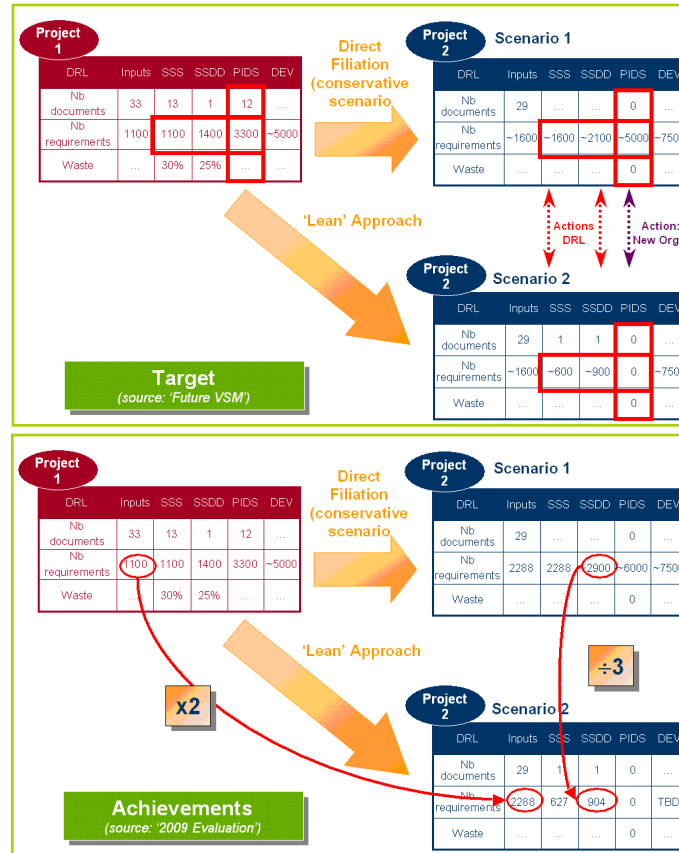 Project
1
DRL Inputs SSS SSDD PIDS DEV
Nb
documents 33 13 1 12 ...
Nb
requirements 1100 1100 1400 3300 ~5000
Waste ... 30% 25% ...
Direct
Filiation
(conservative
scenario
Project
2
Scenario 1
DRL Inputs SSS SSDD PIDS DEV
Nb
documents 29 ... ... 0 ...
Nb
requirements ~1600 ~1600 ~2100 ~5000 ~750
Waste ... ... ... 0
'Lean' Approach
Actions
DRL
Action:
New Org
Project
2
Scenario 2
DRL Inputs SSS SSDD PIDS DEV
Nb
documents 29 1 1 0 ...
Nb
requirements ~1600 ~600 ~900 0 ~750
Waste ... ... ... 0
Target
(source: 'Future VSM')
Project
1
DRL Inputs SSS SSDD PIDS DEV
Nb
documents 33 13 1 12 ...
Nb
requirements 1100 1100 1400 3300 ~5000
Waste ... 30% 25% ...
Direct
Filiation
(conservative
scenario
Project
2
Scenario 1
DRL Inputs SSS SSDD PIDS DEV
Nb
documents 29 ... ... 0 ...
Nb
requirements 2288 2288 ~2900 ~6000 ~750
Waste ... ... ... 0
'Lean' Approach
x2
÷3
Project
2
Scenario 2
DRL Inputs SSS SSDD PIDS DEV
Nb
documents 29 1 1 0 ...
Nb
requirements 2288 627 904 0 TBD
Waste ... ... ... 0
Achievements
(source: '2009 Evaluation')